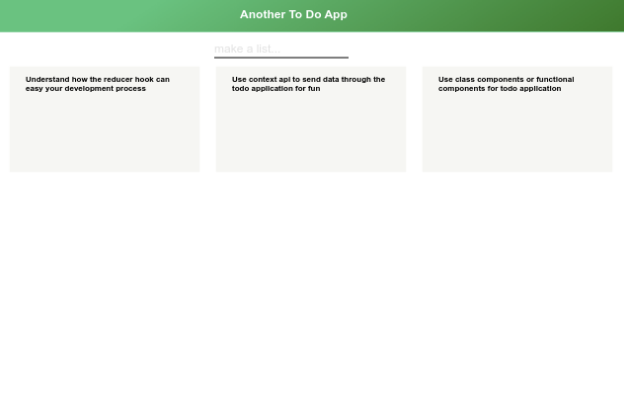 Another To Do App
make a list...
Understand how the reducer hook can
easy your development process
Use context api to send data through the
todo application for fun
Use class components or functional
components for todo application